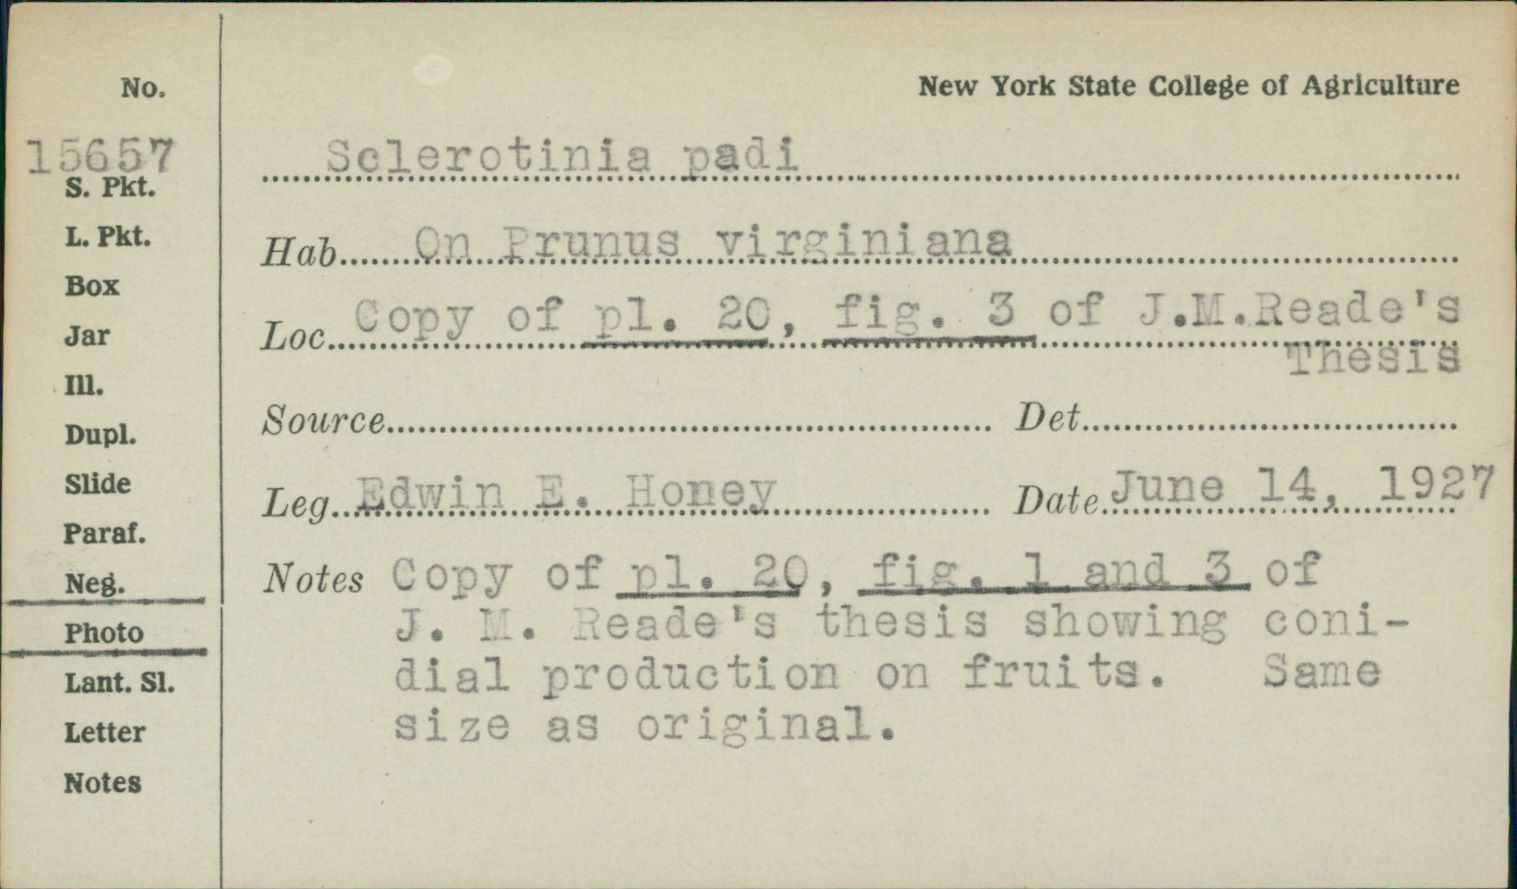 No.
New York State College of Agriculture
15657
Sclerotinia padi
S. Pkt.
L. Pkt.
Hab. On Prunus virginiana
Box
Loc. Copy of pl. 20, fig. 3 of J.M.Reade's
Thesis
Jar
Ill.
Source
Det.
Dupl.
Slide
Leg. Edwin E. Honey
Date June 14, 1927
Paraf.
Neg.
Notes Copy of pl. 20, fig. 1 and 3 of
J. M. Reade's thesis showing coni-
dial production on fruits. Same
size as original.
Photo
Lant. Sl.
Letter
Notes